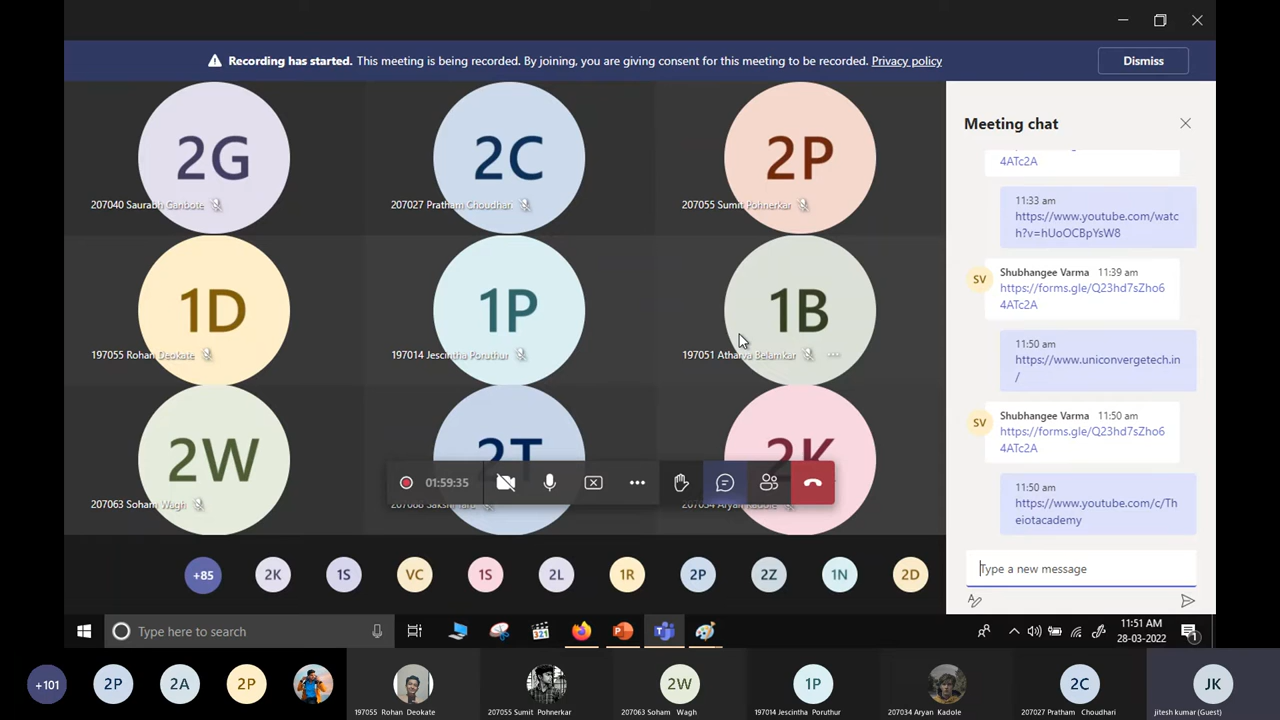 Recording has started. This meeting is being recorded. By joining, you are giving consent for this meeting to be recorded. Privacy policy
Dismiss
2G
2C
2P
207040 Saurabh Ganbote
207027 Pratham Choudhari
207055 Sumit Pohnerkar
1D
1P
1B
197055 Rohan Deokate
197014 Jescintha Poruthur
197051 Atharva Belamkar
2W
2T
2K
207063 Soham Wagh
01:59:35
+85
2K
1S
VC
1S
2L
1R
2P
2Z
1N
2D
Meeting chat
4ATc2A
11:33 am
https://www.youtube.com/watc
h?v=hUoOCBpYsW8
SV
Shubhangee Varma 11:39 am
https://forms.gle/Q23hd7sZho6
4ATc2A
11:50 am
https://www.uniconvergetech.in
/
SV
Shubhangee Varma 11:50 am
https://forms.gle/Q23hd7sZho6
4ATc2A
11:50 am
https://www.youtube.com/c/Th
eiotacademy
Type a new message
Type here to search
321
11:51 AM
28-03-2022
1
+101
2P
2A
2P
197055 Rohan Deokate
207055 Sumit Pohnerkar
2W
207063 Soham Wagh
1P
197014 Jescintha Poruthur
207034 Aryan Kadole
2C
207027 Pratham Choudhari
JK
jitesh kumar (Guest)